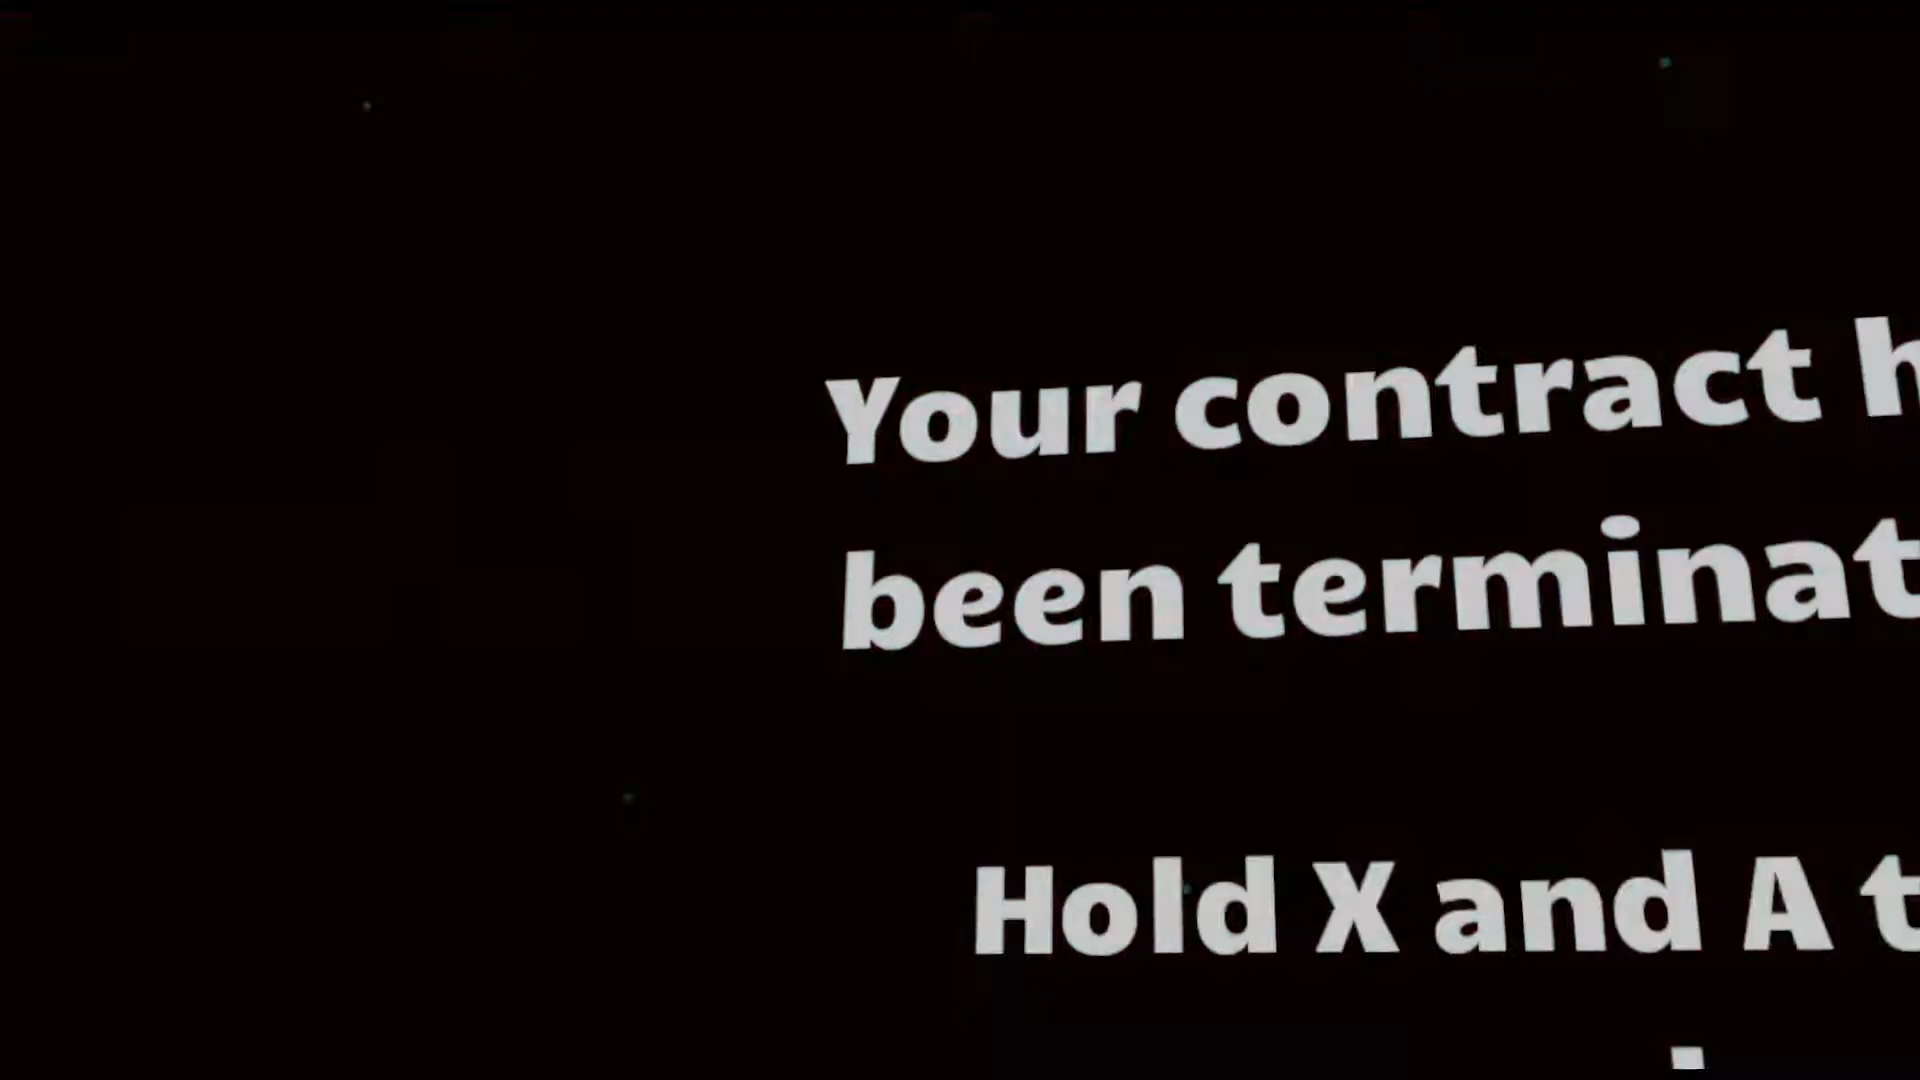 Your contract h
been terminat
Hold X and A t